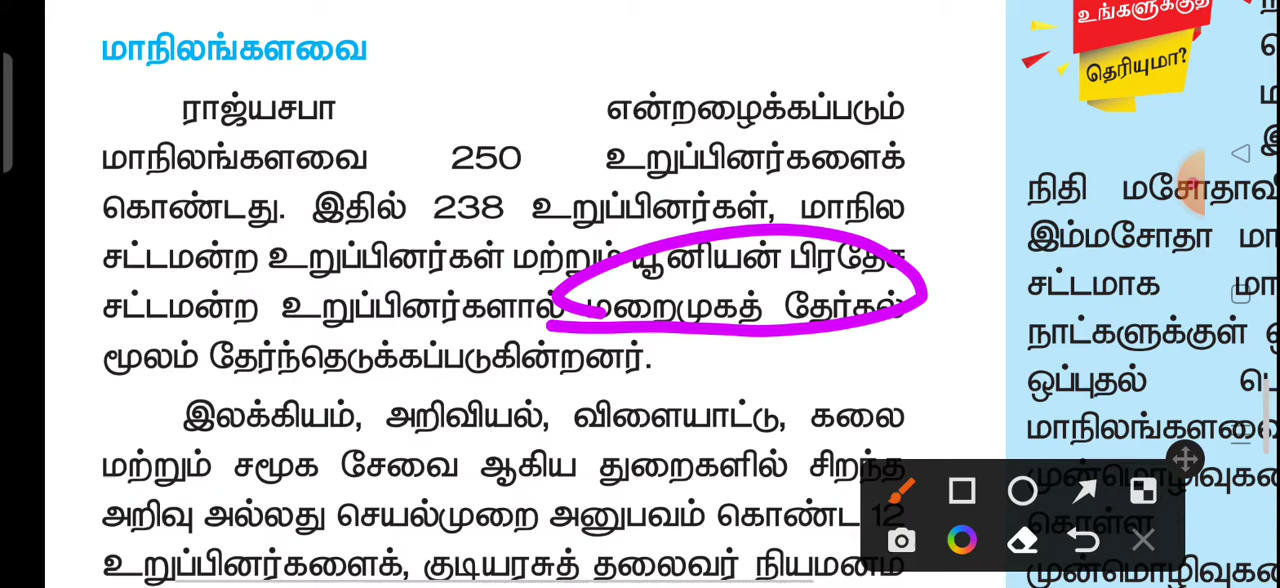 மாநிலங்களவை
ராஜ்யசபா என்றழைக்கப்படும்
மாநிலங்களவை 250 உறுப்பினர்களைக்
கொண்டது. இதில் 238 உறுப்பினர்கள், மாநில
சட்டமன்ற உறுப்பினர்கள் மற்றும் யூனியன் பிரதேச
சட்டமன்ற உறுப்பினர்களால் மறைமுகத் தேர்தல்
மூலம் தேர்ந்தெடுக்கப்படுகின்றனர்.
இலக்கியம், அறிவியல், விளையாட்டு, கலை
மற்றும் சமூக சேவை ஆகிய துறைகளில் சிறந்த
அறிவு அல்லது செயல்முறை அனுபவம் கொண்ட 12
உறுப்பினர்களைக், குடியரசுத் தலைவர் நியமனம்
உங்களுக்குத்
தெரியுமா?
நிதி மசோதாவி
இம்மசோதா மா
சட்டமாக மா
நாட்களுக்குள் ஒ
ஒப்புதல் பெ
மாநிலங்களவை
முன்மொழிவுகளை
கொள்ள